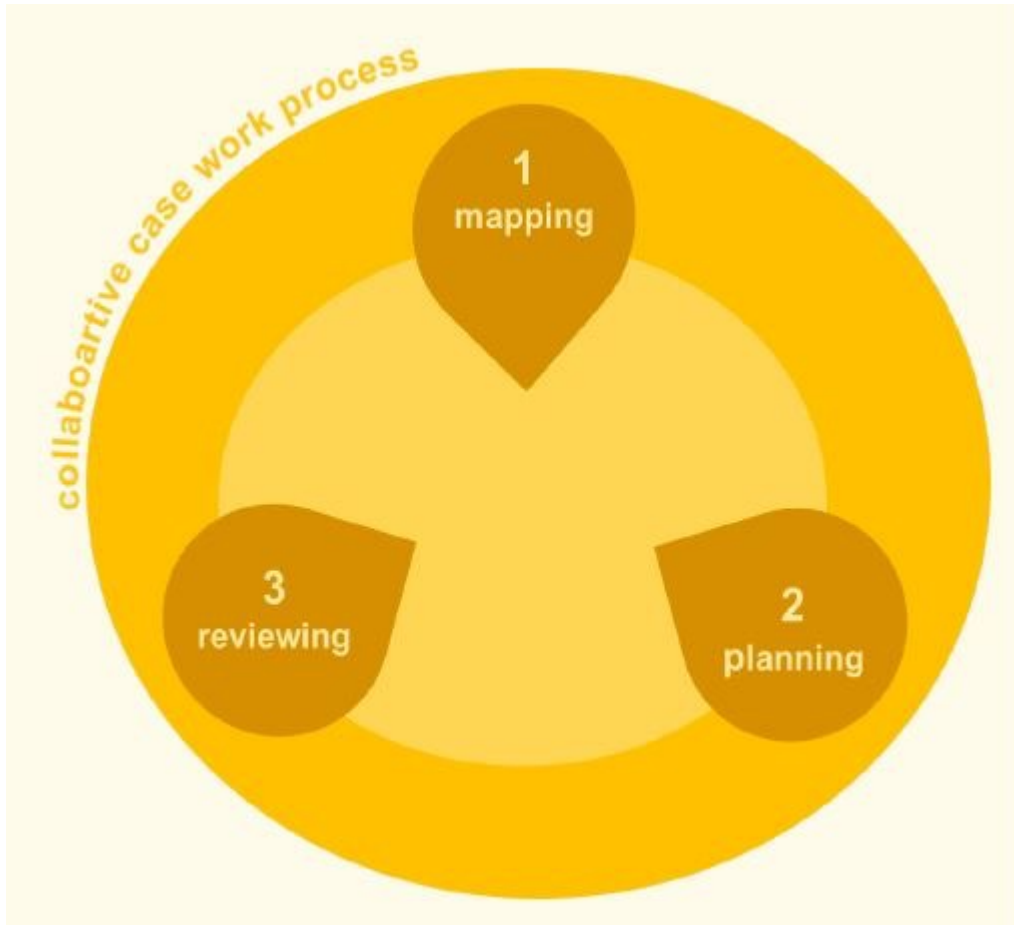 collaboartive case work process
1
mapping
2
planning
3
reviewing